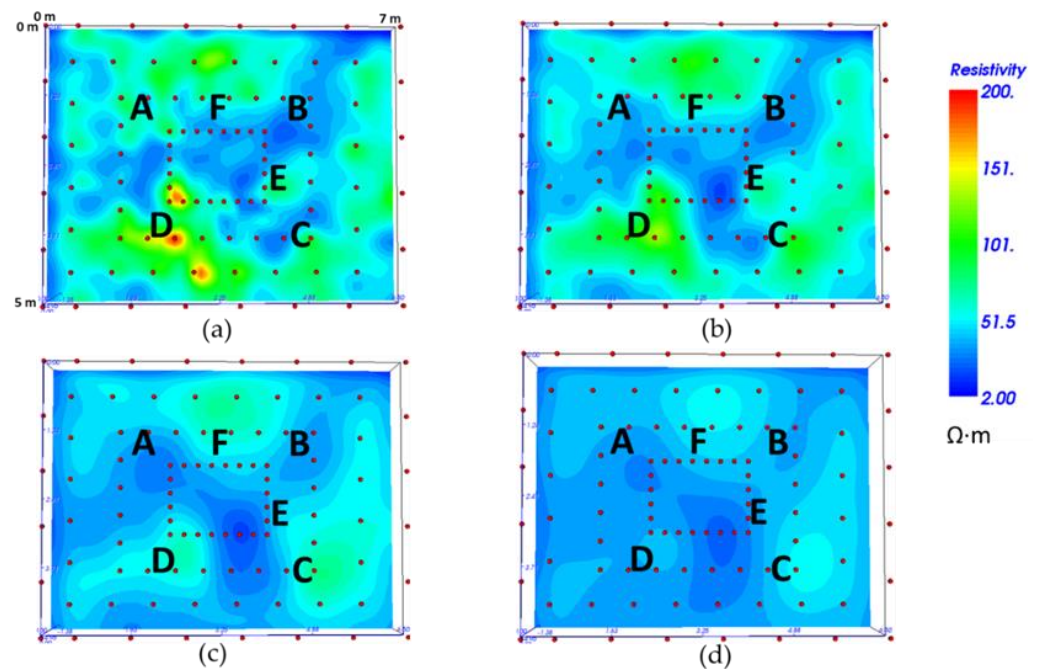 0 m
7 m
0 m
5 m
A F B
E
D
C
(a)
A F B
E
D
C
(b)
Resistivity
200.
151.
101.
51.5
2.00
Ω·m
A F B
E
D
C
(c)
A F B
E
D
C
(d)